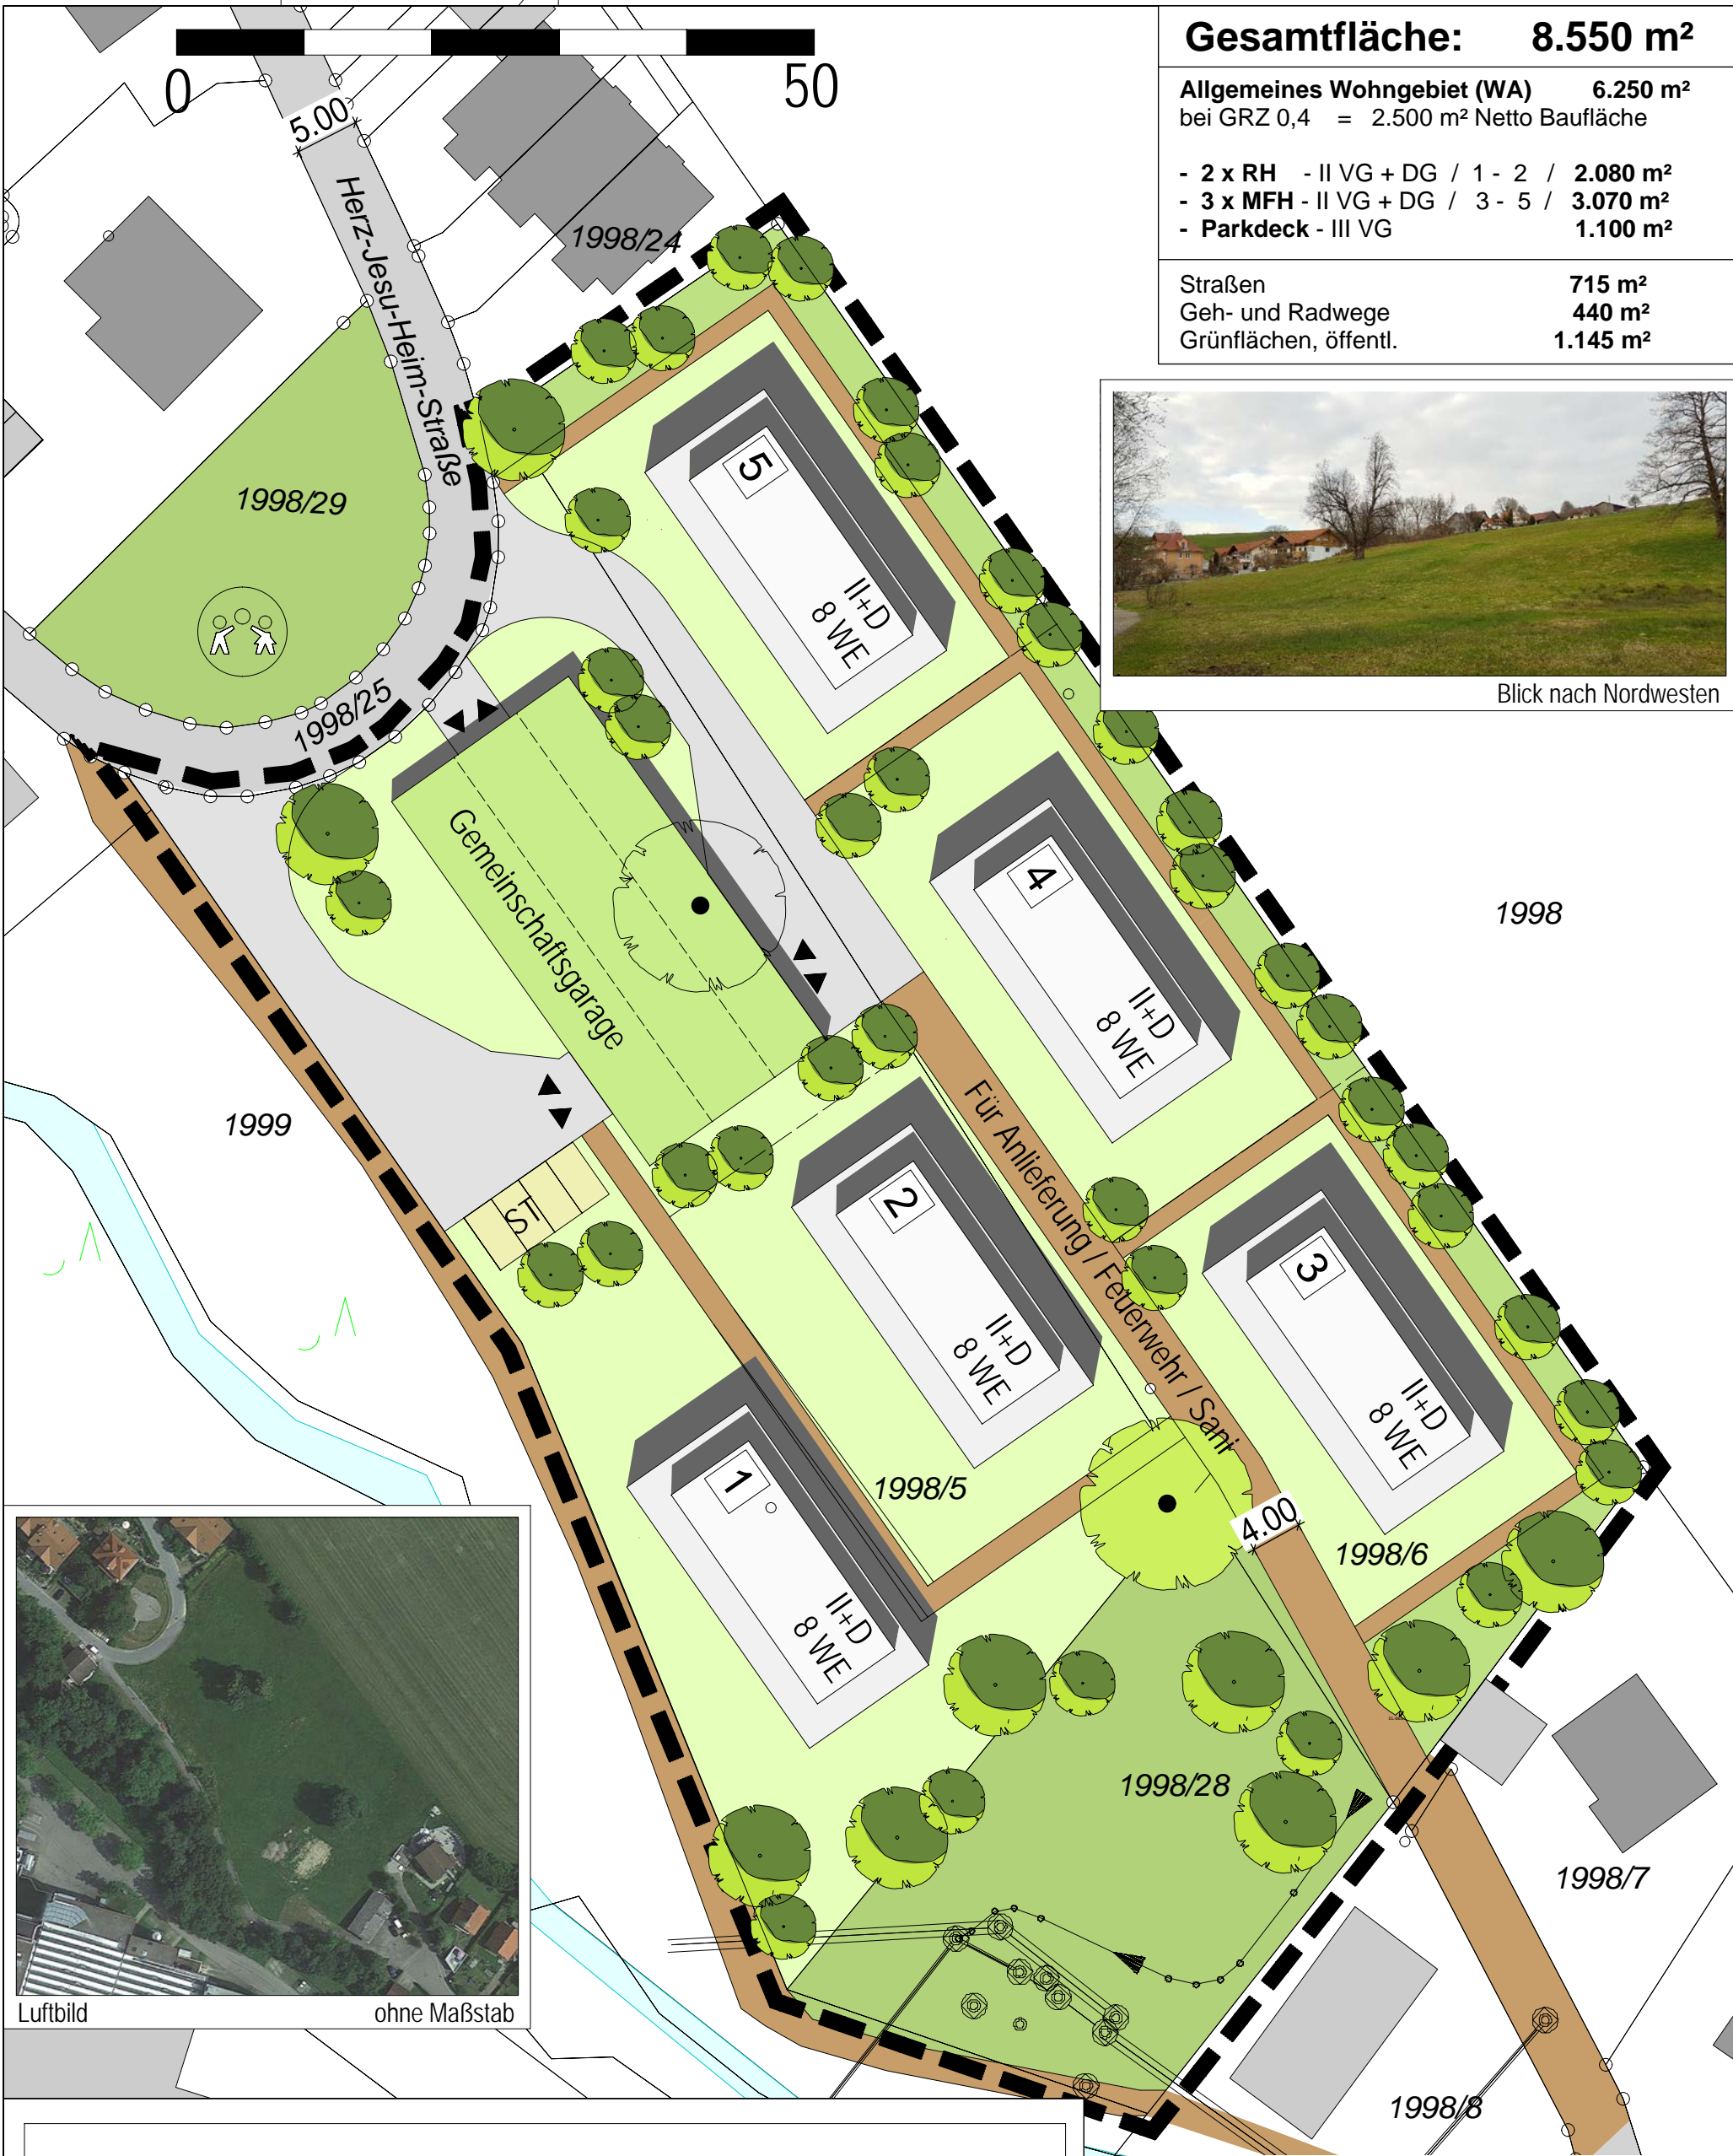 0
50
5.00
Herz-Jesu-Heim-Straße
1998/24
Gesamtfläche: 8.550 m²
Allgemeines Wohngebiet (WA) 6.250 m²
bei GRZ 0,4 = 2.500 m² Netto Baufläche
- 2 x RH - II VG + DG / 1 - 2 / 2.080 m²
- 3 x MFH - II VG + DG / 3 - 5 / 3.070 m²
- Parkdeck - III VG 1.100 m²
Straßen 715 m²
Geh- und Radwege 440 m²
Grünflächen, öffentl. 1.145 m²
Blick nach Nordwesten
1998/29
1998/25
5
II+D
8 WE
Gemeinschaftsgarage
4
II+D
8 WE
1998
1999
Für Anlieferung / Feuerwehr / Sani
ST
2
II+D
8 WE
3
II+D
8 WE
1
II+D
8 WE
1998/5
4.00
1998/6
1998/28
1998/7
1998/8
Luftbild
ohne Maßstab